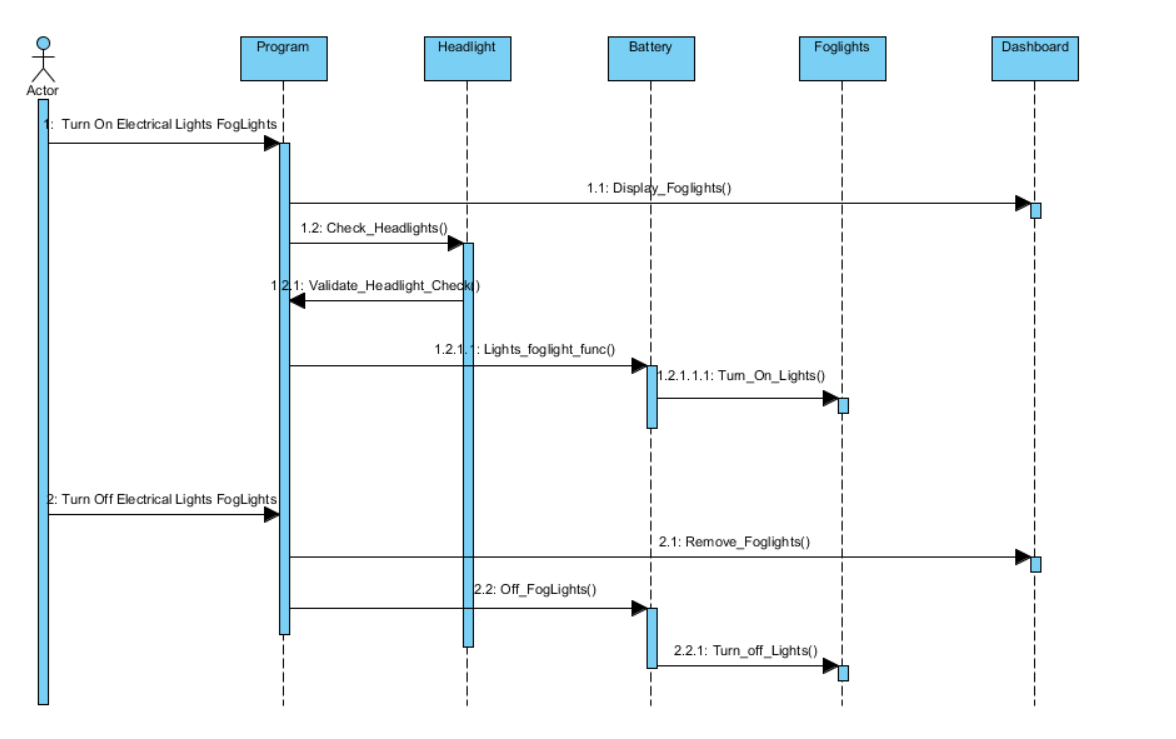 Program
Headlight
Battery
Foglights
Dashboard
Actor
1: Turn On Electrical Lights FogLights
1.1: Display_Foglights()
1.2: Check_Headlights()
1.2.1: Validate_Headlight_Check()
1.2.1.1: Lights_foglight_func()
1.2.1.1.1: Turn_On_Lights()
2: Turn Off Electrical Lights FogLights
2.1: Remove_Foglights()
2.2: Off_FogLights()
2.2.1: Turn_off_Lights()